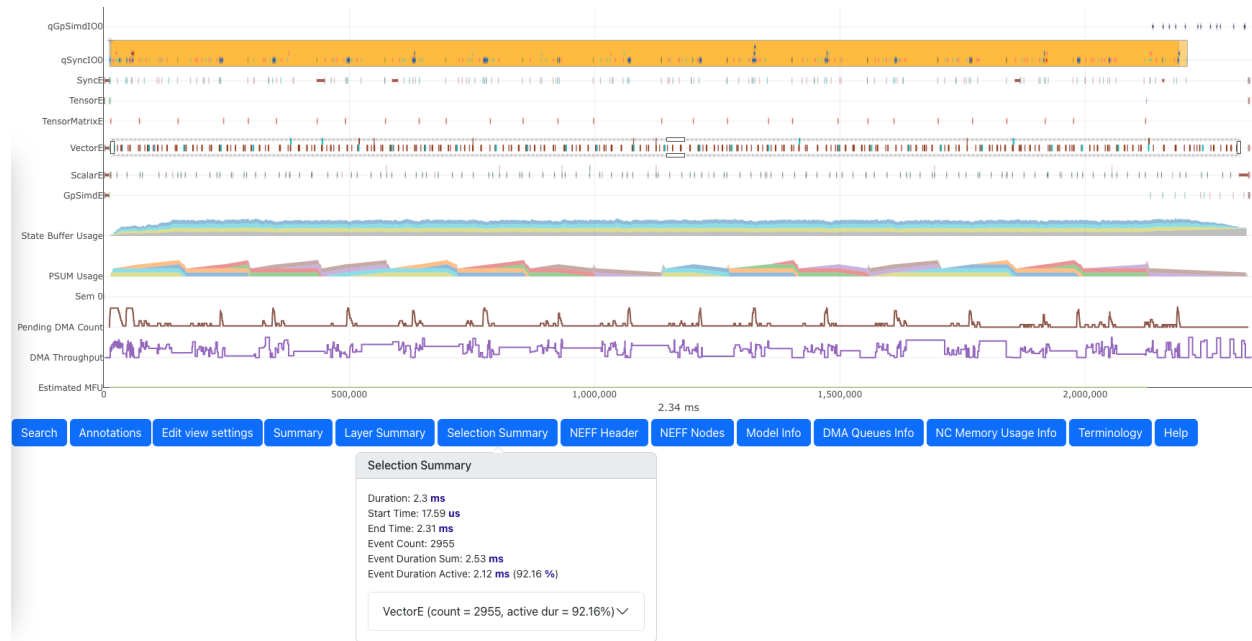 qGpSimdIO0
qSyncIO0
SyncE
TensorE
TensorMatrixE
VectorE
ScalarE
GpSimdE
State Buffer Usage
PSUM Usage
Sem 0
Pending DMA Count
DMA Throughput
Estimated MFU
0 500,000 1,000,000 1,500,000 2,000,000
2.34 ms
Search Annotations Edit view settings Summary Layer Summary Selection Summary NEFF Header NEFF Nodes Model Info DMA Queues Info NC Memory Usage Info Terminology Help
Selection Summary
Duration: 2.3 ms
Start Time: 17.59 us
End Time: 2.31 ms
Event Count: 2955
Event Duration Sum: 2.53 ms
Event Duration Active: 2.12 ms (92.16 %)
VectorE (count = 2955, active dur = 92.16%)